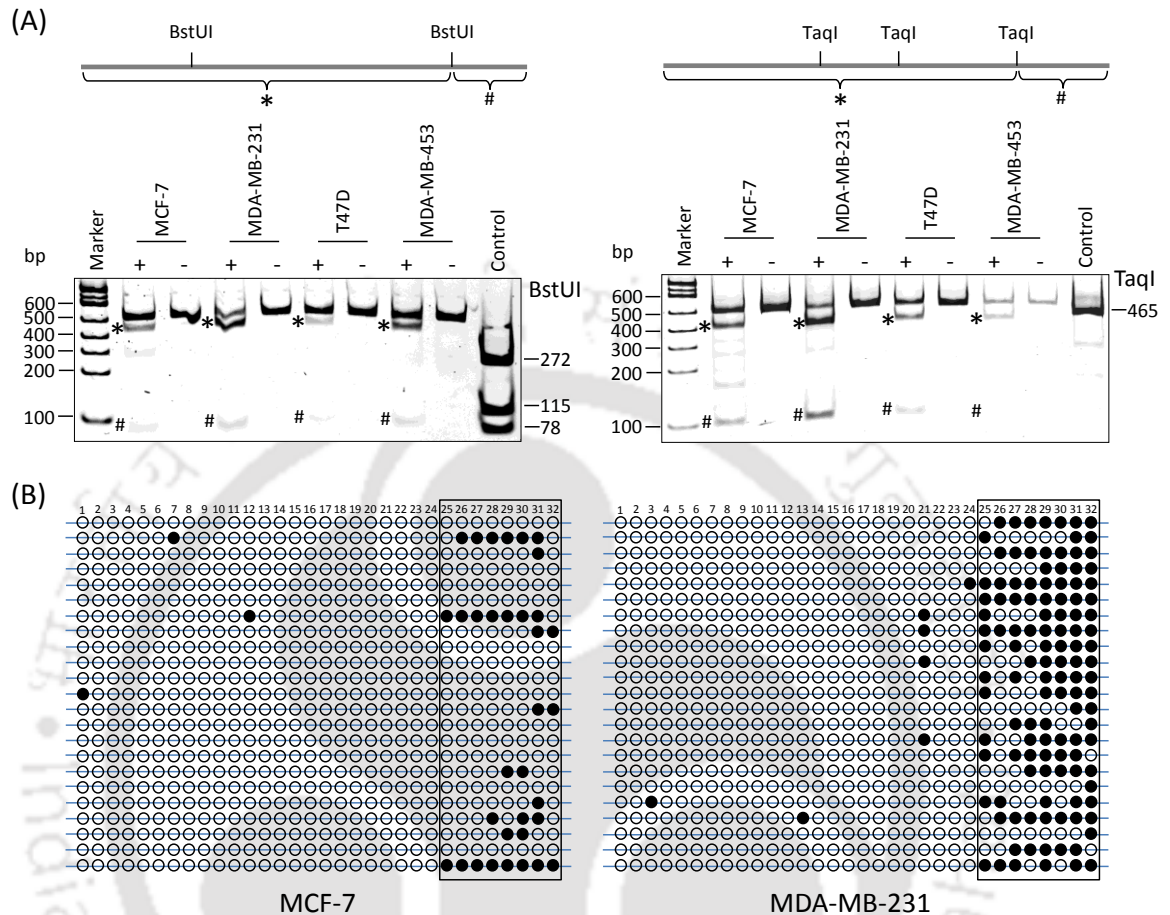 (A)
BstUI BstUI
* #
MCF-7
MDA-MB-231
T47D
MDA-MB-453
Marker
Control
bp
+ - + - + - + -
BstUI
600
500
400
300
200
100
* * * *
# # # #
272
115
78
TaqI TaqI TaqI
* #
MCF-7
MDA-MB-231
T47D
MDA-MB-453
Marker
Control
bp
+ - + - + - + -
TaqI
600
500
400
300
200
100
* * * *
# # # #
465
(B)
1 2 3 4 5 6 7 8 9 10 11 12 13 14 15 16 17 18 19 20 21 22 23 24 25 26 27 28 29 30 31 32
MCF-7
1 2 3 4 5 6 7 8 9 10 11 12 13 14 15 16 17 18 19 20 21 22 23 24 25 26 27 28 29 30 31 32
MDA-MB-231